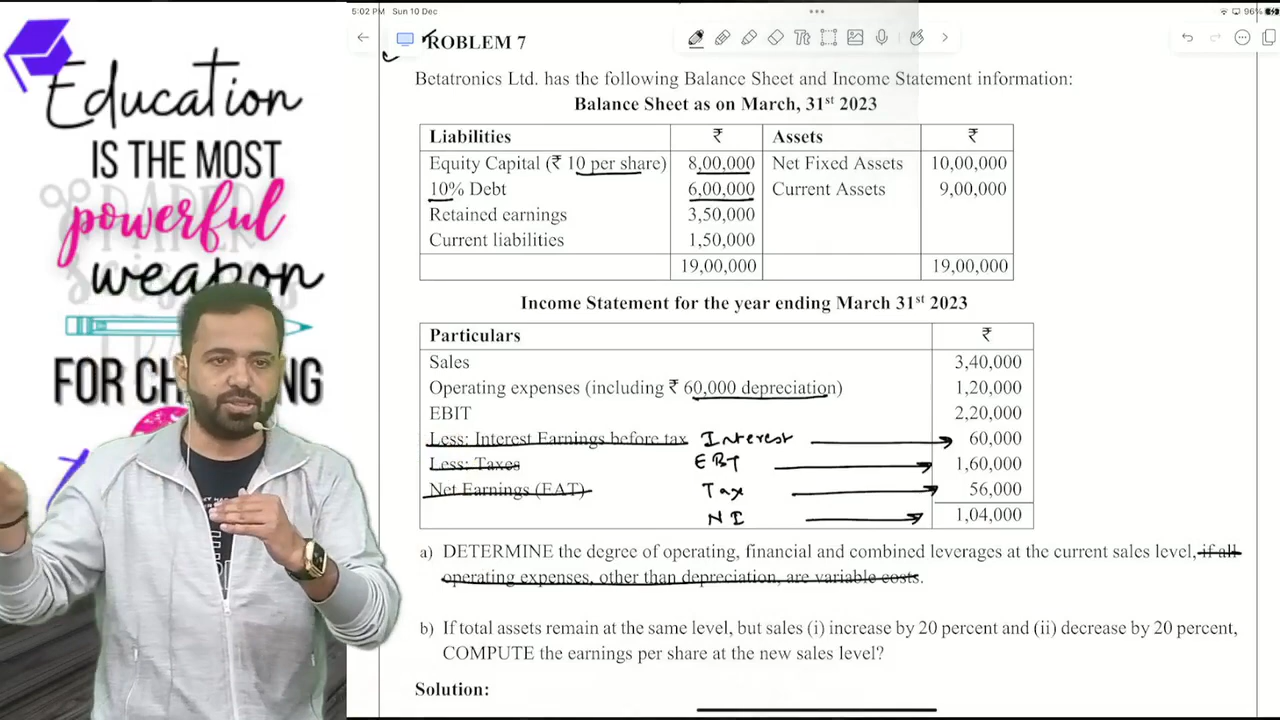 5:02 PM Sun 10 Dec
96%
Education
IS THE MOST
powerful
weapon
FOR
ROBLEM 7
Betatronics Ltd. has the following Balance Sheet and Income Statement information:
Balance Sheet as on March, 31st 2023
Liabilities ₹ Assets ₹
Equity Capital (₹ 10 per share) 8,00,000 Net Fixed Assets 10,00,000
10% Debt 6,00,000 Current Assets 9,00,000
Retained earnings 3,50,000
Current liabilities 1,50,000
19,00,000 19,00,000
Income Statement for the year ending March 31st 2023
Particulars ₹
Sales 3,40,000
Operating expenses (including ₹ 60,000 depreciation) 1,20,000
EBIT 2,20,000
Less: Interest Earnings before tax Interest 60,000
Less: Taxes EBT 1,60,000
Net Earnings (EAT) Tax 56,000
NI 1,04,000
a) DETERMINE the degree of operating, financial and combined leverages at the current sales level, if all
operating expenses, other than depreciation, are variable costs.
b) If total assets remain at the same level, but sales (i) increase by 20 percent and (ii) decrease by 20 percent,
COMPUTE the earnings per share at the new sales level?
Solution: